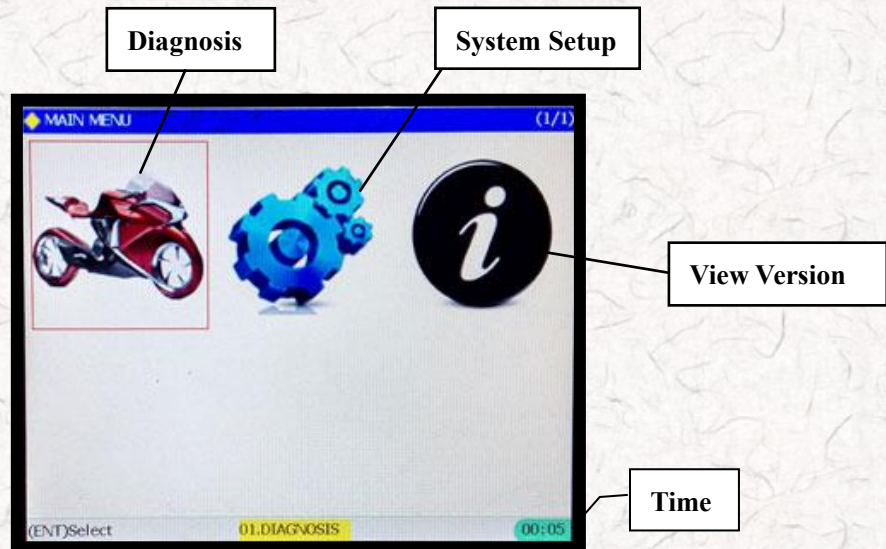 Diagnosis
System Setup
MAIN MENU (1/1)
i
View Version
Time
(ENT)Select 01.DIAGNOSIS 00:05